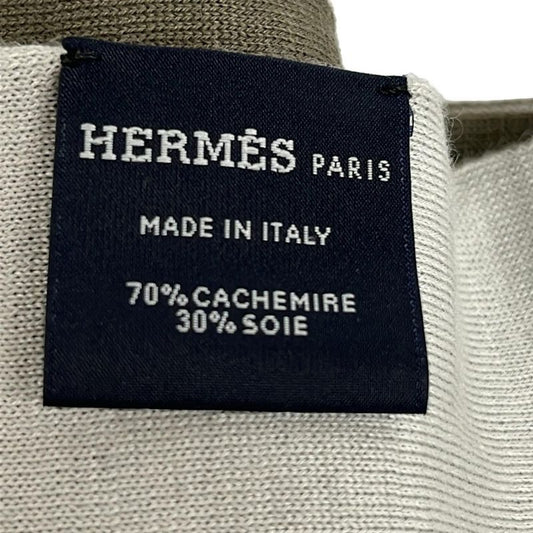 HERMÈS PARIS
MADE IN ITALY
70% CACHEMIRE
30% SOIE